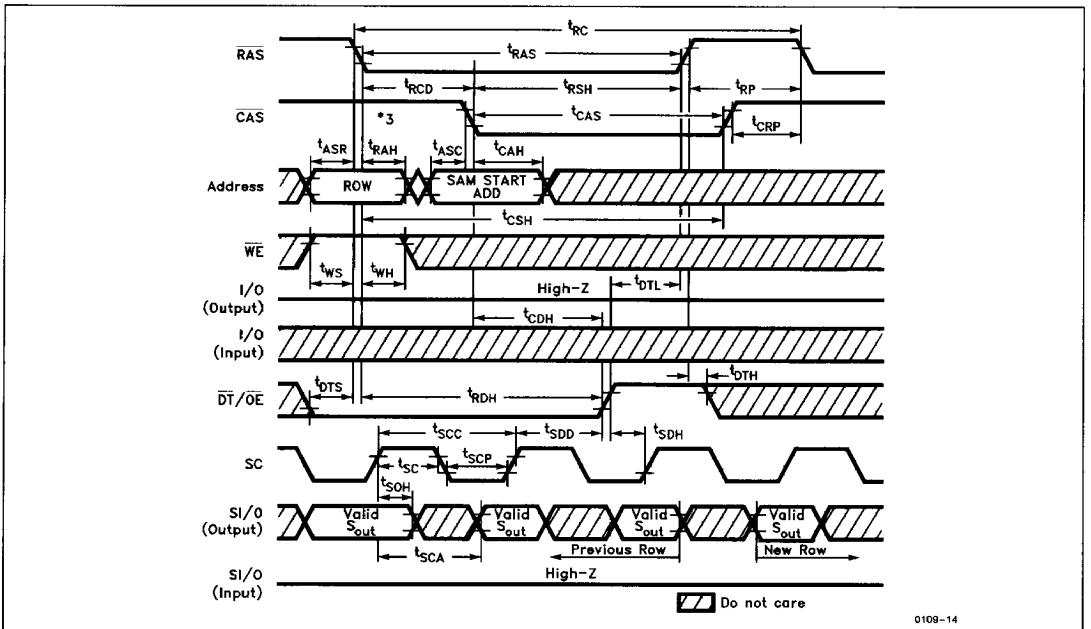 tRC
RAS
tRAS
tRCD
tRSH
tRP
CAS
*3
tCAS
tCRP
tASR
tRAH
tASC
tCAH
Address
ROW
SAM START
ADD
tCSH
WE
tWS
tWH
I/O
(Output)
High-Z
tDTL
tCDH
I/O
(Input)
tDTS
tDTH
DT/OE
tRDH
tSCC
tSDD
tSDH
SC
tSC
tSCP
tSOH
SI/O
(Output)
Valid
Sout
Valid
Sout
Valid
Sout
Valid
Sout
tSCA
Previous Row
New Row
SI/O
(Input)
High-Z
Do not care
0109-14